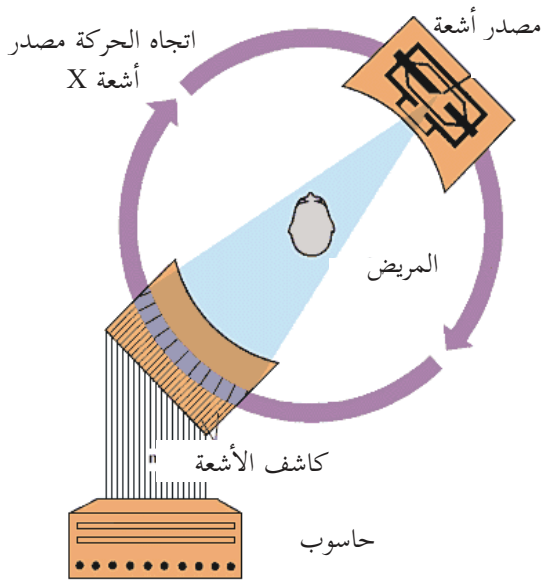 مصدر أشعة
اتجاه الحركة مصدر
أشعة X
المريض
كاشف الأشعة
حاسوب